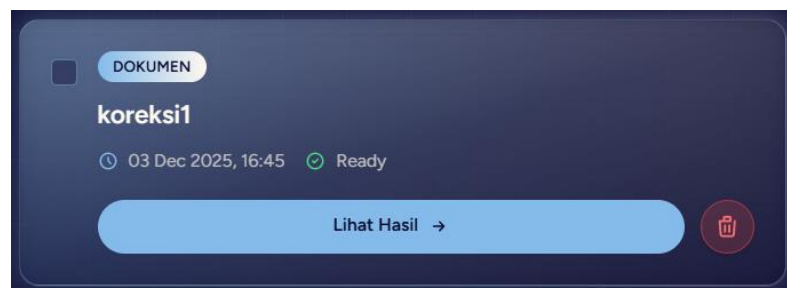 DOKUMEN
koreksi1
03 Dec 2025, 16:45 Ready
Lihat Hasil →